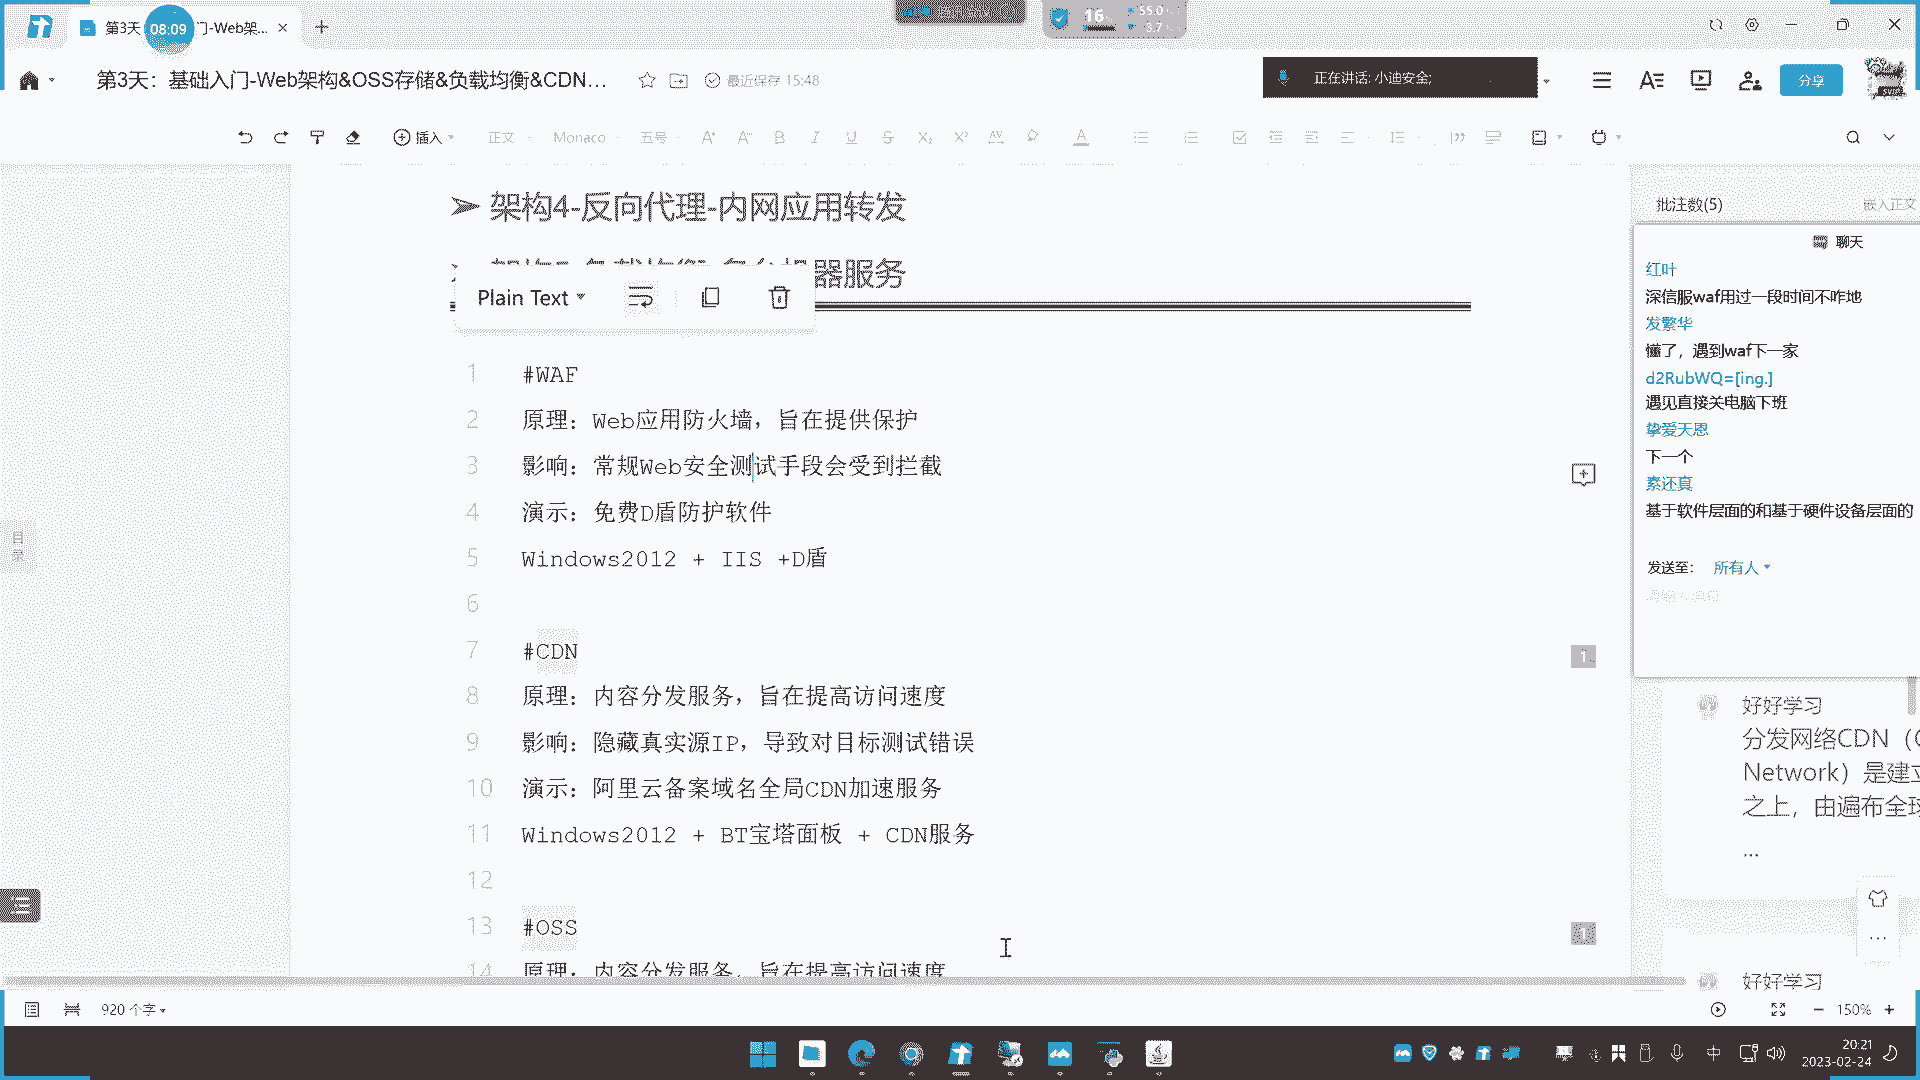 第3天
08:09
门-Web架...
16
55.0
3.7
第3天：基础入门-Web架构&OSS存储&负载均衡&CDN...
最近保存 15:48
正在讲话: 小迪安全;
分享
插入
正文
Monaco
五号
架构4-反向代理-内网应用转发
器服务
Plain Text
1 #WAF
2 原理：Web应用防火墙，旨在提供保护
3 影响：常规Web安全测试手段会受到拦截
4 演示：免费D盾防护软件
5 Windows2012 + IIS +D盾
6
7 #CDN
8 原理：内容分发服务，旨在提高访问速度
9 影响：隐藏真实源IP，导致对目标测试错误
10 演示：阿里云备案域名全局CDN加速服务
11 Windows2012 + BT宝塔面板 + CDN服务
12
13 #OSS
14 原理：内容分发服务，旨在提高访问速度
目录
批注数(5)
嵌入正文
聊天
红叶
深信服waf用过一段时间不咋地
发繁华
懂了，遇到waf下一家
d2RubWQ=[ing.]
遇见直接关电脑下班
挚爱天恩
下一个
素还真
基于软件层面的和基于硬件设备层面的
发送至： 所有人
1
1
好好学习
分发网络CDN（C
Network）是建立
之上，由遍布全球
...
好好学习
920 个字
150%
中
20:21
2023-02-24